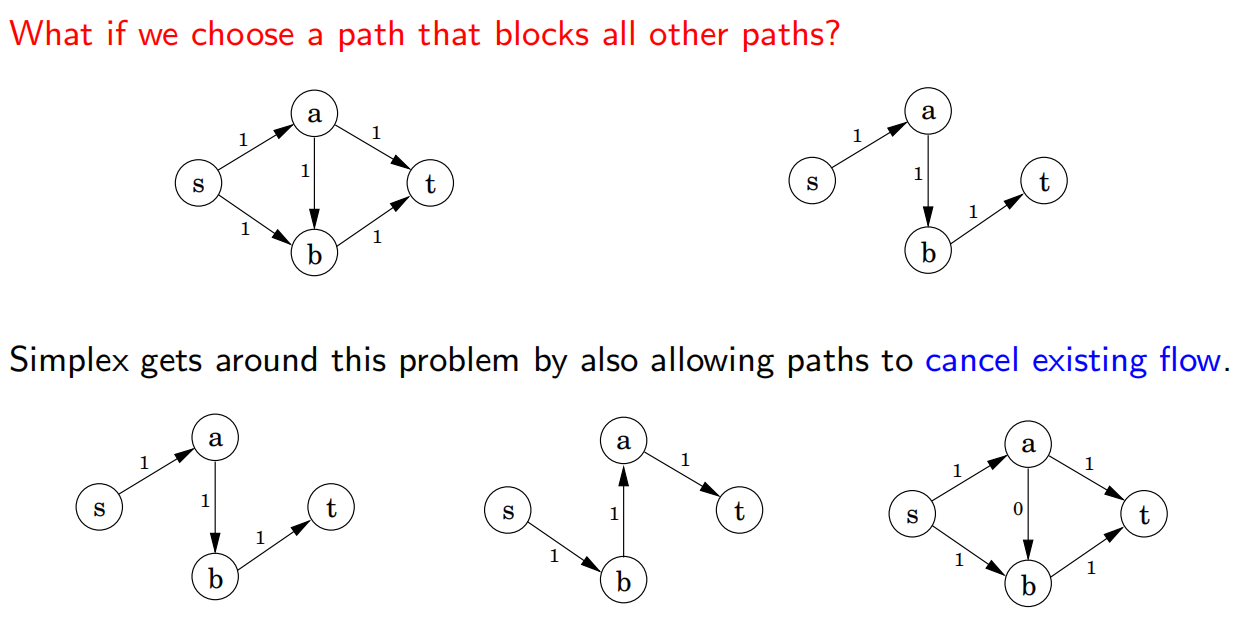 What if we choose a path that blocks all other paths?
a
1
1
s
1
t
1
1
b
a
1
s
1
t
1
b
Simplex gets around this problem by also allowing paths to cancel existing flow.
a
1
s
1
t
1
b
a
1
s
1
t
1
b
a
1
1
s
0
t
1
1
b